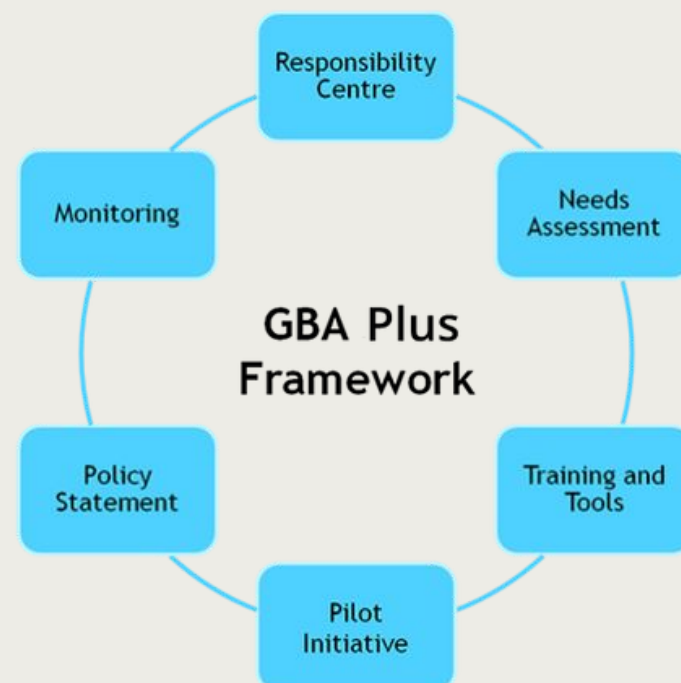 Responsibility
Centre
Needs
Assessment
Training and
Tools
Pilot
Initiative
Policy
Statement
Monitoring
GBA Plus
Framework